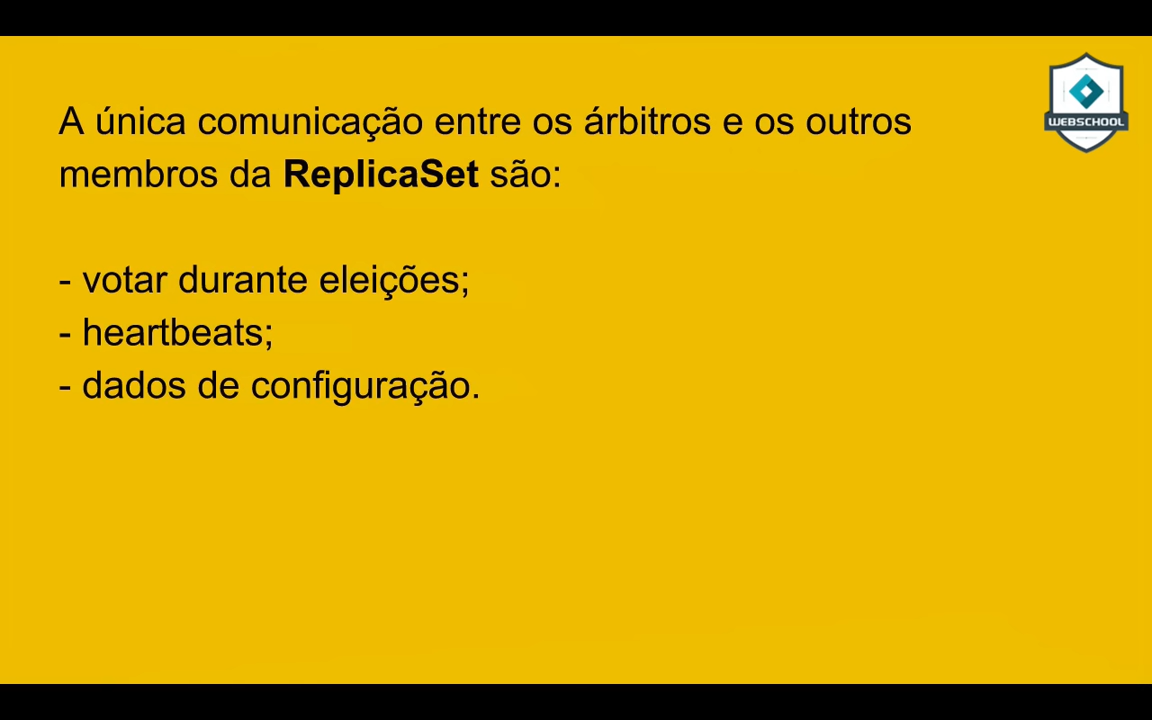 A única comunicação entre os árbitros e os outros
membros da ReplicaSet são:
- votar durante eleições;
- heartbeats;
- dados de configuração.
WEBSCHOOL